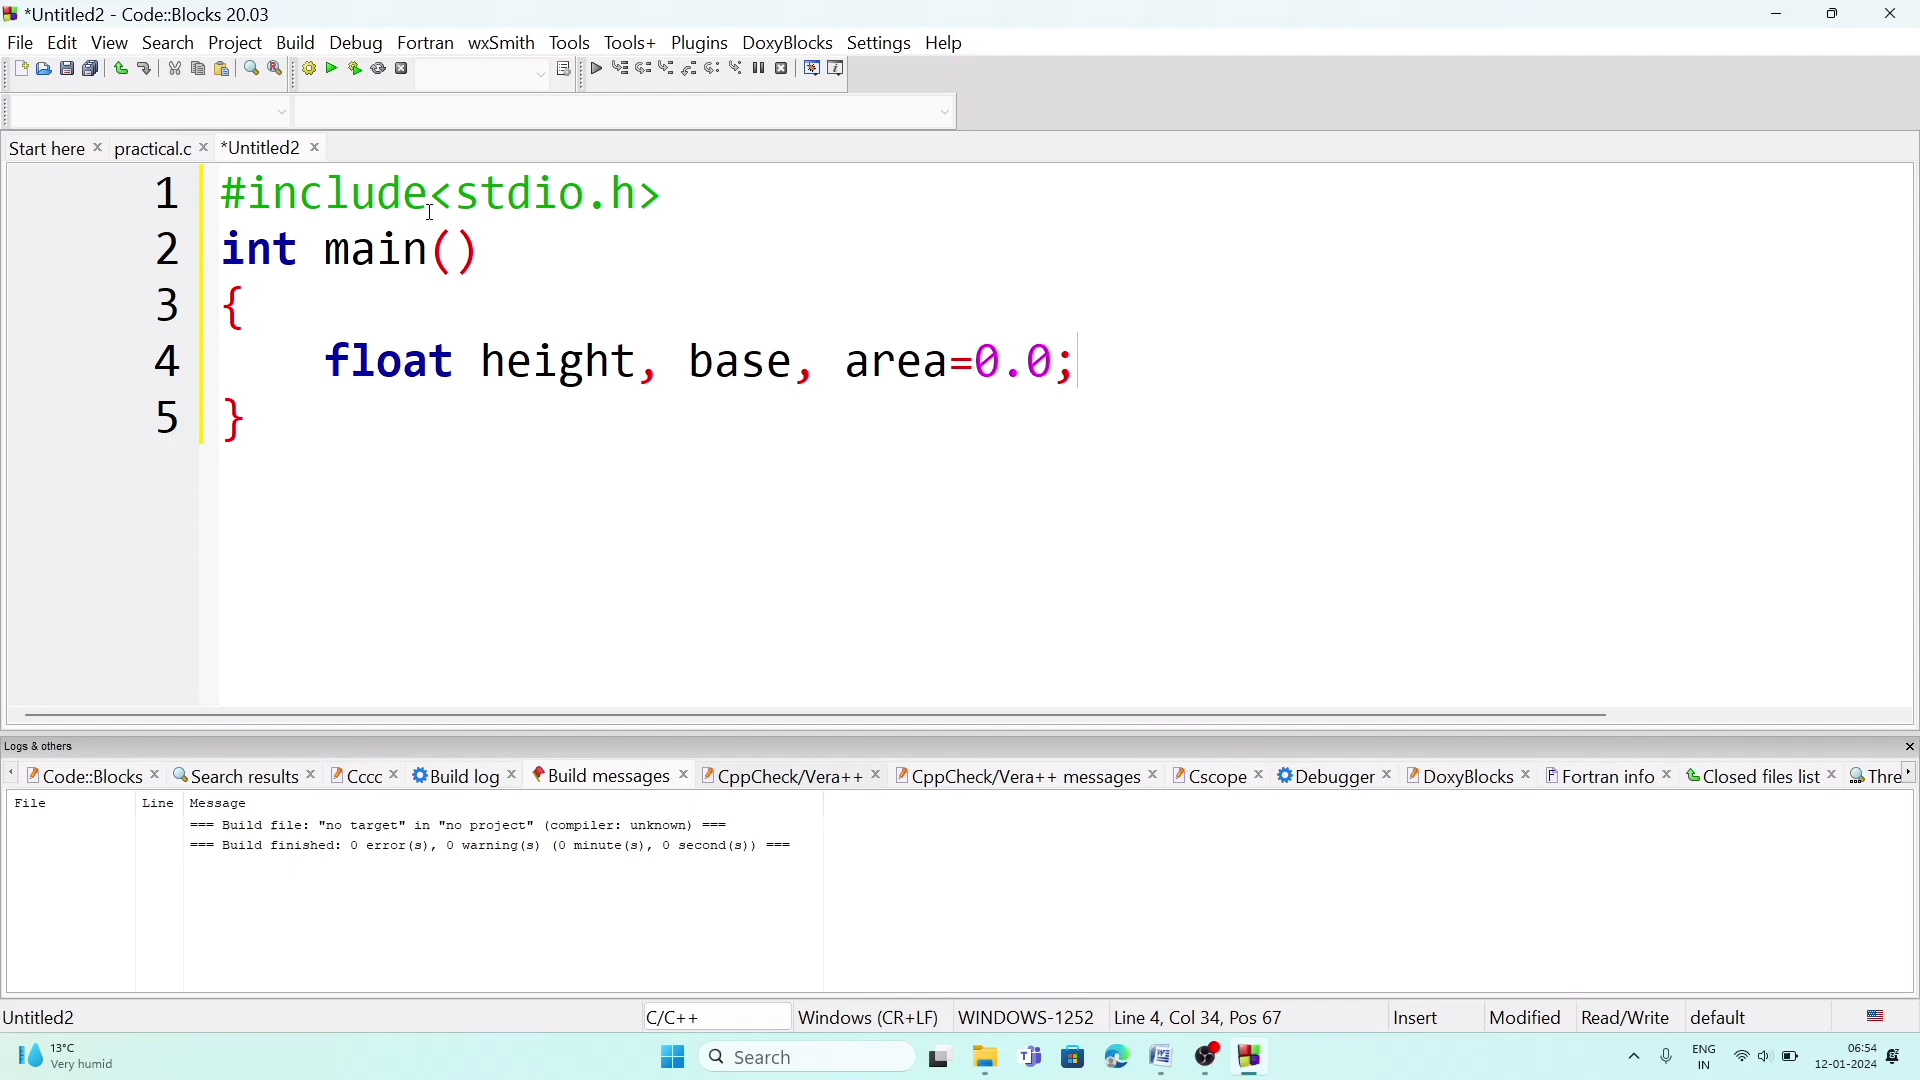 *Untitled2 - Code::Blocks 20.03
File Edit View Search Project Build Debug Fortran wxSmith Tools Tools+ Plugins DoxyBlocks Settings Help
Start here practical.c *Untitled2
1 #include<stdio.h>
2 int main()
3 {
4 float height, base, area=0.0;
5 }
Logs & others
Code::Blocks Search results Cccc Build log Build messages CppCheck/Vera++ CppCheck/Vera++ messages Cscope Debugger DoxyBlocks Fortran info Closed files list Thre
File Line Message
=== Build file: "no target" in "no project" (compiler: unknown) ===
=== Build finished: 0 error(s), 0 warning(s) (0 minute(s), 0 second(s)) ===
Untitled2 C/C++ Windows (CR+LF) WINDOWS-1252 Line 4, Col 34, Pos 67 Insert Modified Read/Write default
13°C
Very humid
Search
ENG
IN
06:54
12-01-2024